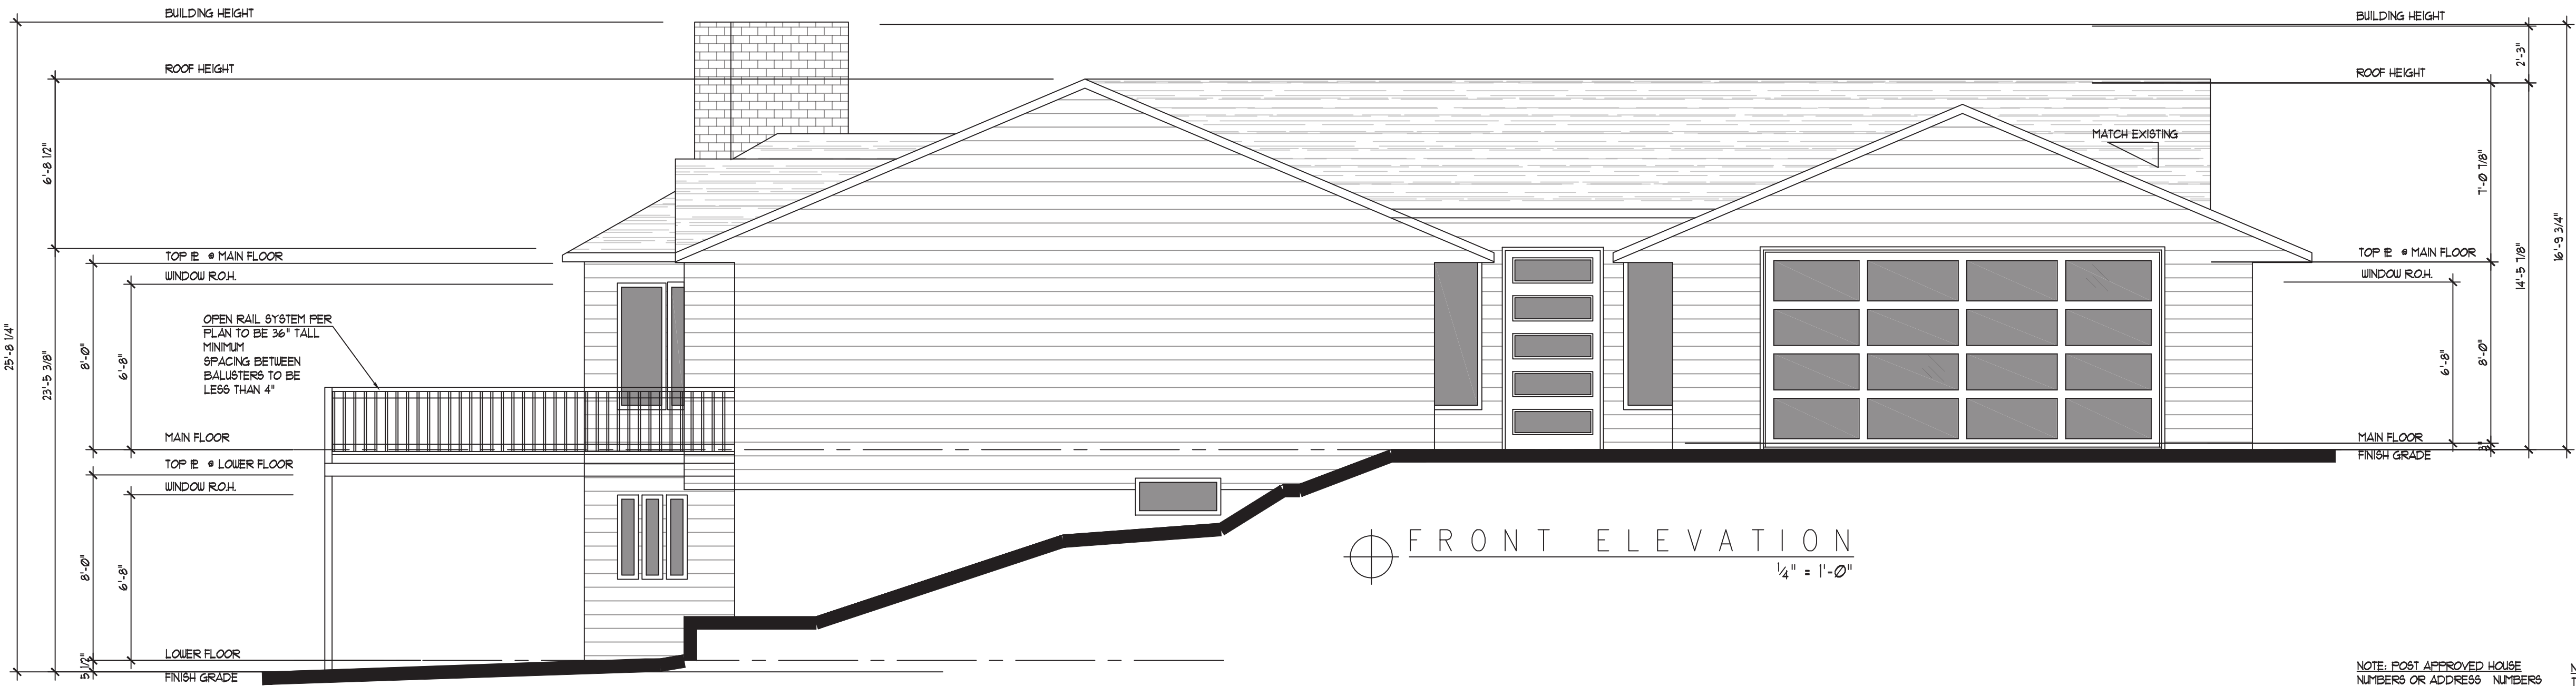 BUILDING HEIGHT
ROOF HEIGHT
TOP PL @ MAIN FLOOR
WINDOW R.O.H.
OPEN RAIL SYSTEM PER
PLAN TO BE 36" TALL
MINIMUM
SPACING BETWEEN
BALUSTERS TO BE
LESS THAN 4"
MAIN FLOOR
TOP PL @ LOWER FLOOR
WINDOW R.O.H.
LOWER FLOOR
FINISH GRADE
25'-8 1/4"
6'-8 1/2"
23'-5 3/8"
8'-0"
6'-8"
8'-0"
6'-8"
5 1/2"
MATCH EXISTING
FRONT ELEVATION
1/4" = 1'-0"
BUILDING HEIGHT
ROOF HEIGHT
TOP PL @ MAIN FLOOR
WINDOW R.O.H.
MAIN FLOOR
FINISH GRADE
2'-3"
7'-0 7/8"
14'-5 7/8"
16'-9 3/4"
6'-8"
8'-0"
3"
NOTE: POST APPROVED HOUSE
NUMBERS OR ADDRESS NUMBERS